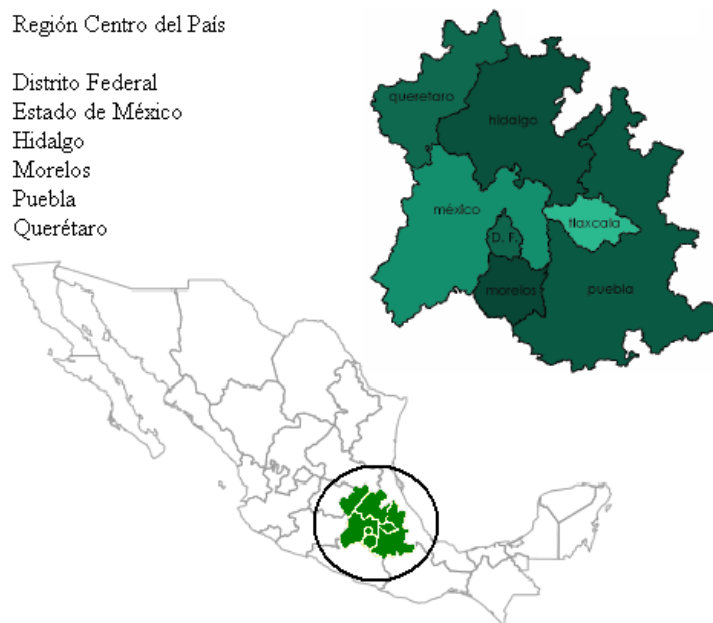 Región Centro del País
Distrito Federal
Estado de México
Hidalgo
Morelos
Puebla
Querétaro
queretaro
hidalgo
méxico
tlaxcala
D. F.
morelos
puebla